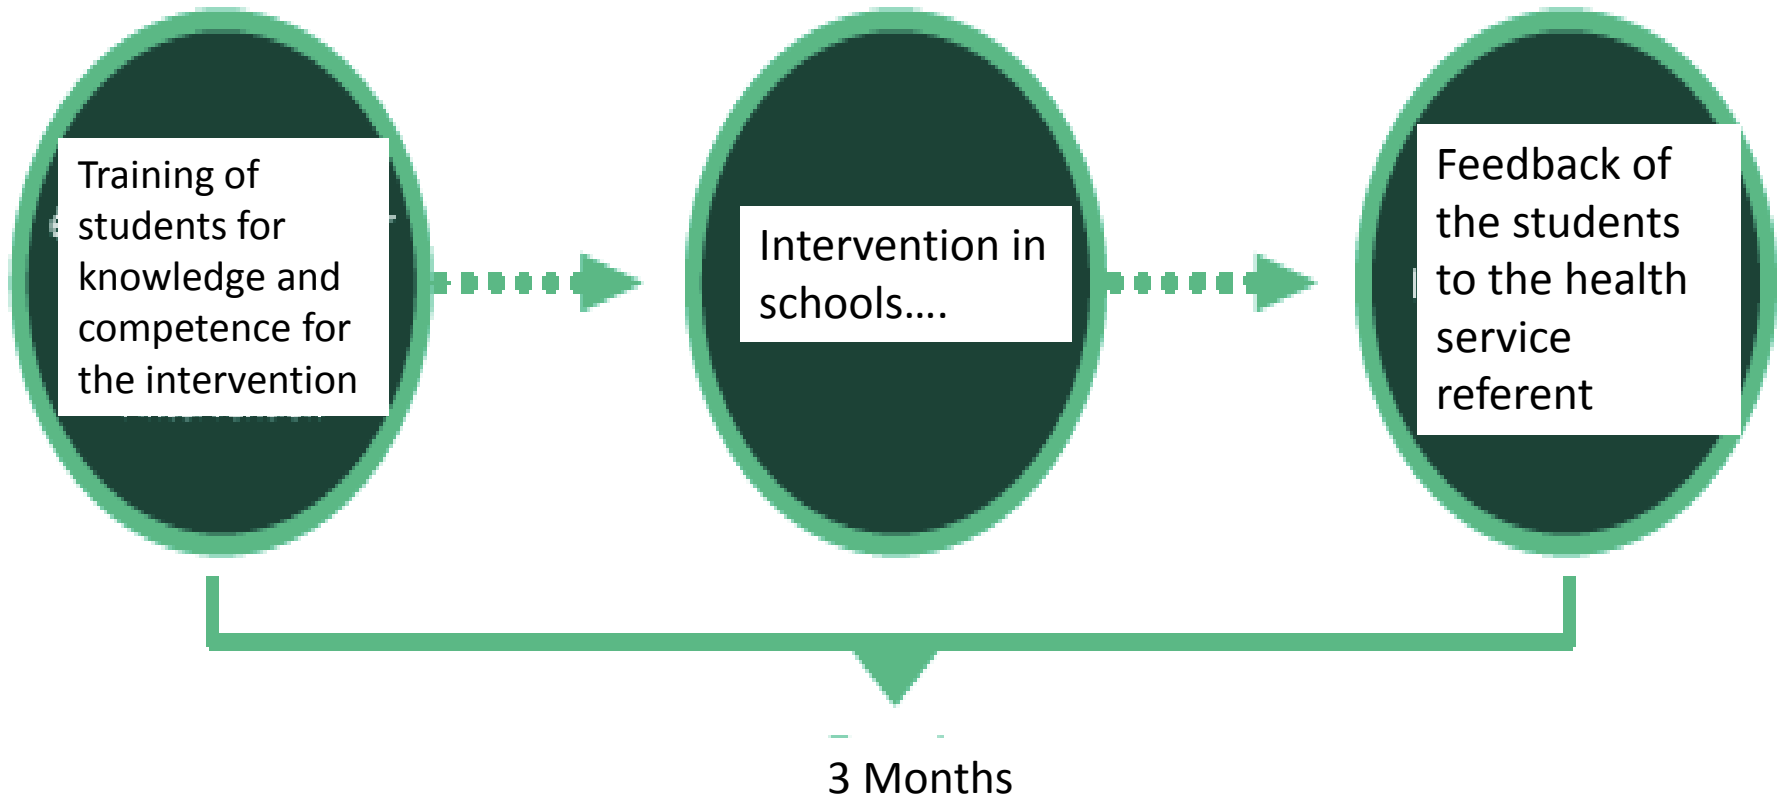 Training of
students for
knowledge and
competence for
the intervention
Intervention in
schools....
Feedback of
the students
to the health
service
referent
3 Months